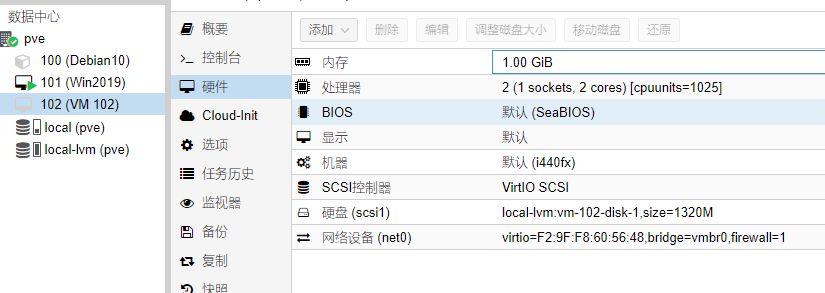 数据中心
pve
100 (Debian10)
101 (Win2019)
102 (VM 102)
local (pve)
local-lvm (pve)
概要
控制台
硬件
Cloud-Init
选项
任务历史
监视器
备份
复制
快照
添加 删除 编辑 调整磁盘大小 移动磁盘 还原
内存 1.00 GiB
处理器 2 (1 sockets, 2 cores) [cpuunits=1025]
BIOS 默认 (SeaBIOS)
显示 默认
机器 默认 (i440fx)
SCSI控制器 VirtIO SCSI
硬盘 (scsi1) local-lvm:vm-102-disk-1,size=1320M
网络设备 (net0) virtio=F2:9F:F8:60:56:48,bridge=vmbr0,firewall=1